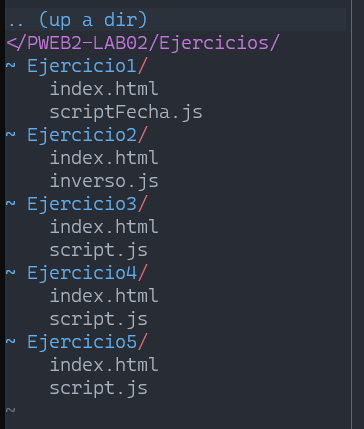 .. (up a dir)
</PWEB2-LAB02/Ejercicios/
~ Ejercicio1/
index.html
scriptFecha.js
~ Ejercicio2/
index.html
inverso.js
~ Ejercicio3/
index.html
script.js
~ Ejercicio4/
index.html
script.js
~ Ejercicio5/
index.html
script.js
~